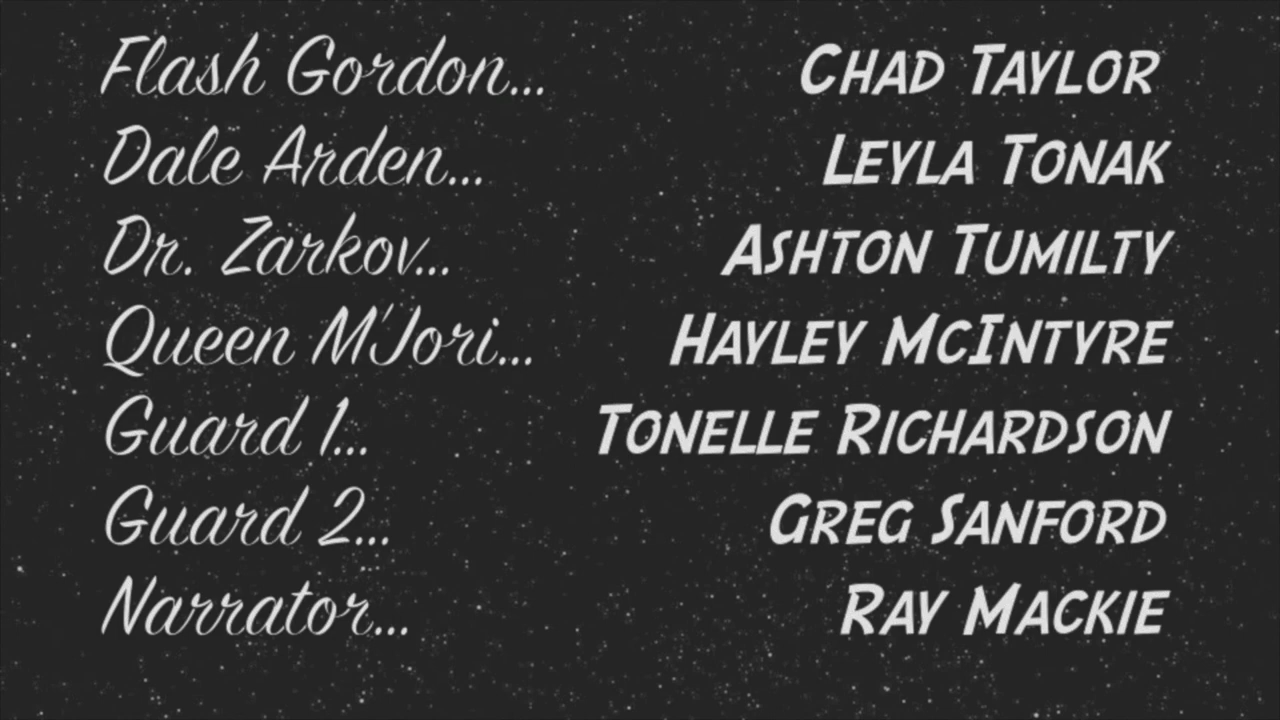 Flash Gordon... Chad Taylor
Dale Arden... Leyla Tonak
Dr. Zarkov... Ashton Tumilty
Queen M'Jori... Hayley McIntyre
Guard 1... Tonelle Richardson
Guard 2... Greg Sanford
Narrator... Ray Mackie